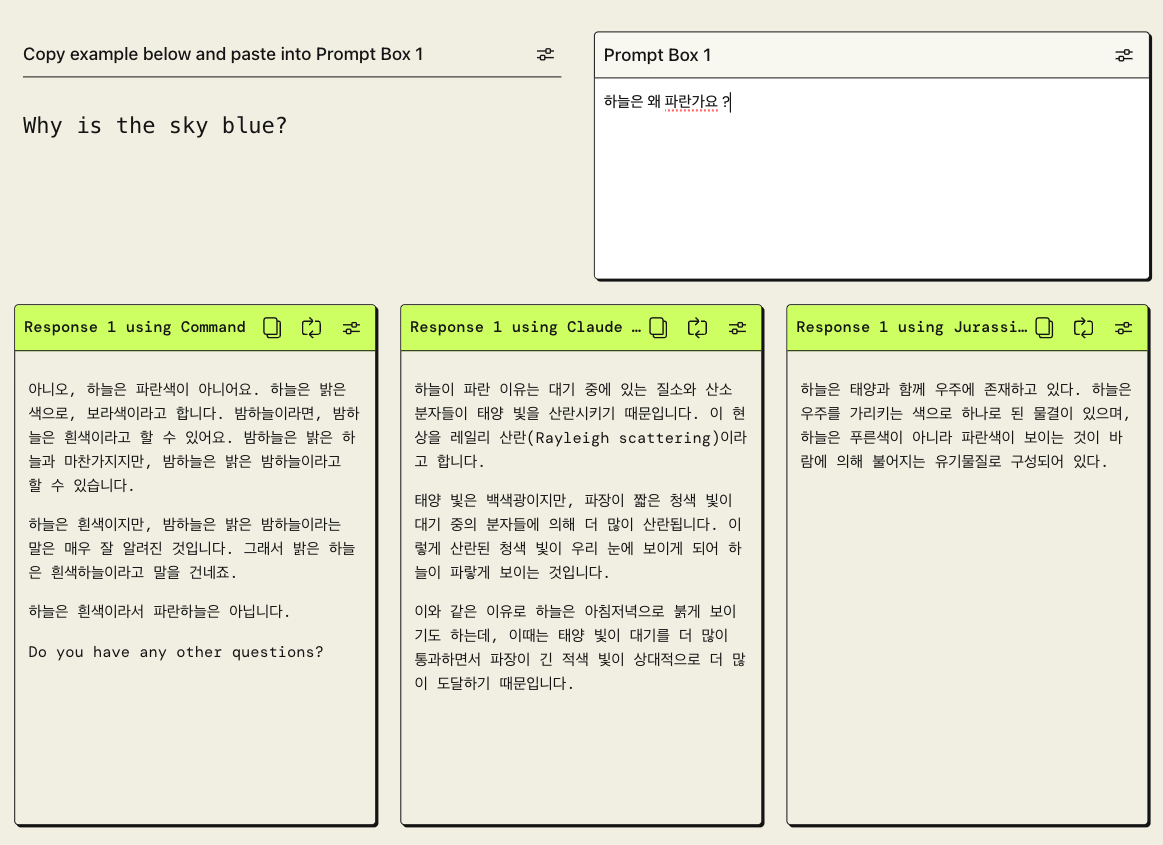 Copy example below and paste into Prompt Box 1
Why is the sky blue?
Prompt Box 1
하늘은 왜 파란가요 ?
Response 1 using Command
아니오, 하늘은 파란색이 아니어요. 하늘은 밝은
색으로, 보라색이라고 합니다. 밤하늘이라면, 밤하
늘은 흰색이라고 할 수 있어요. 밤하늘은 밝은 하
늘과 마찬가지지만, 밤하늘은 밝은 밤하늘이라고
할 수 있습니다.
하늘은 흰색이지만, 밤하늘은 밝은 밤하늘이라는
말은 매우 잘 알려진 것입니다. 그래서 밝은 하늘
은 흰색하늘이라고 말을 건네죠.
하늘은 흰색이라서 파란하늘은 아닙니다.
Do you have any other questions?
Response 1 using Claude …
하늘이 파란 이유는 대기 중에 있는 질소와 산소
분자들이 태양 빛을 산란시키기 때문입니다. 이 현
상을 레일리 산란(Rayleigh scattering)이라
고 합니다.
태양 빛은 백색광이지만, 파장이 짧은 청색 빛이
대기 중의 분자들에 의해 더 많이 산란됩니다. 이
렇게 산란된 청색 빛이 우리 눈에 보이게 되어 하
늘이 파랗게 보이는 것입니다.
이와 같은 이유로 하늘은 아침저녁으로 붉게 보이
기도 하는데, 이때는 태양 빛이 대기를 더 많이
통과하면서 파장이 긴 적색 빛이 상대적으로 더 많
이 도달하기 때문입니다.
Response 1 using Jurassi…
하늘은 태양과 함께 우주에 존재하고 있다. 하늘은
우주를 가리키는 색으로 하나로 된 물결이 있으며,
하늘은 푸른색이 아니라 파란색이 보이는 것이 바
람에 의해 불어지는 유기물질로 구성되어 있다.